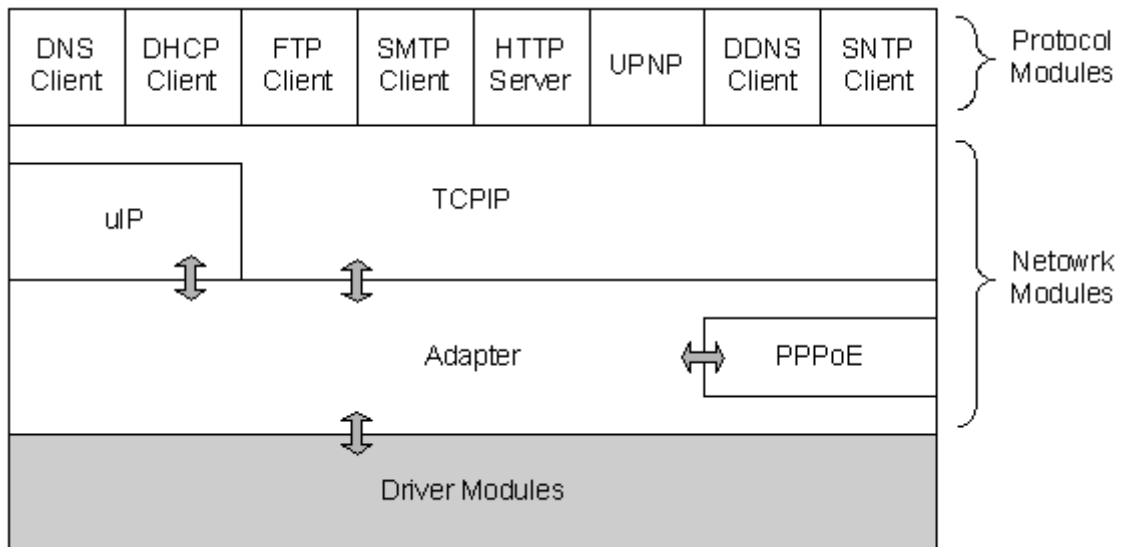 DNS
Client
DHCP
Client
FTP
Client
SMTP
Client
HTTP
Server
UPNP
DDNS
Client
SNTP
Client
Protocol
Modules
TCPIP
uIP
Netowrk
Modules
Adapter
PPPoE
Driver Modules